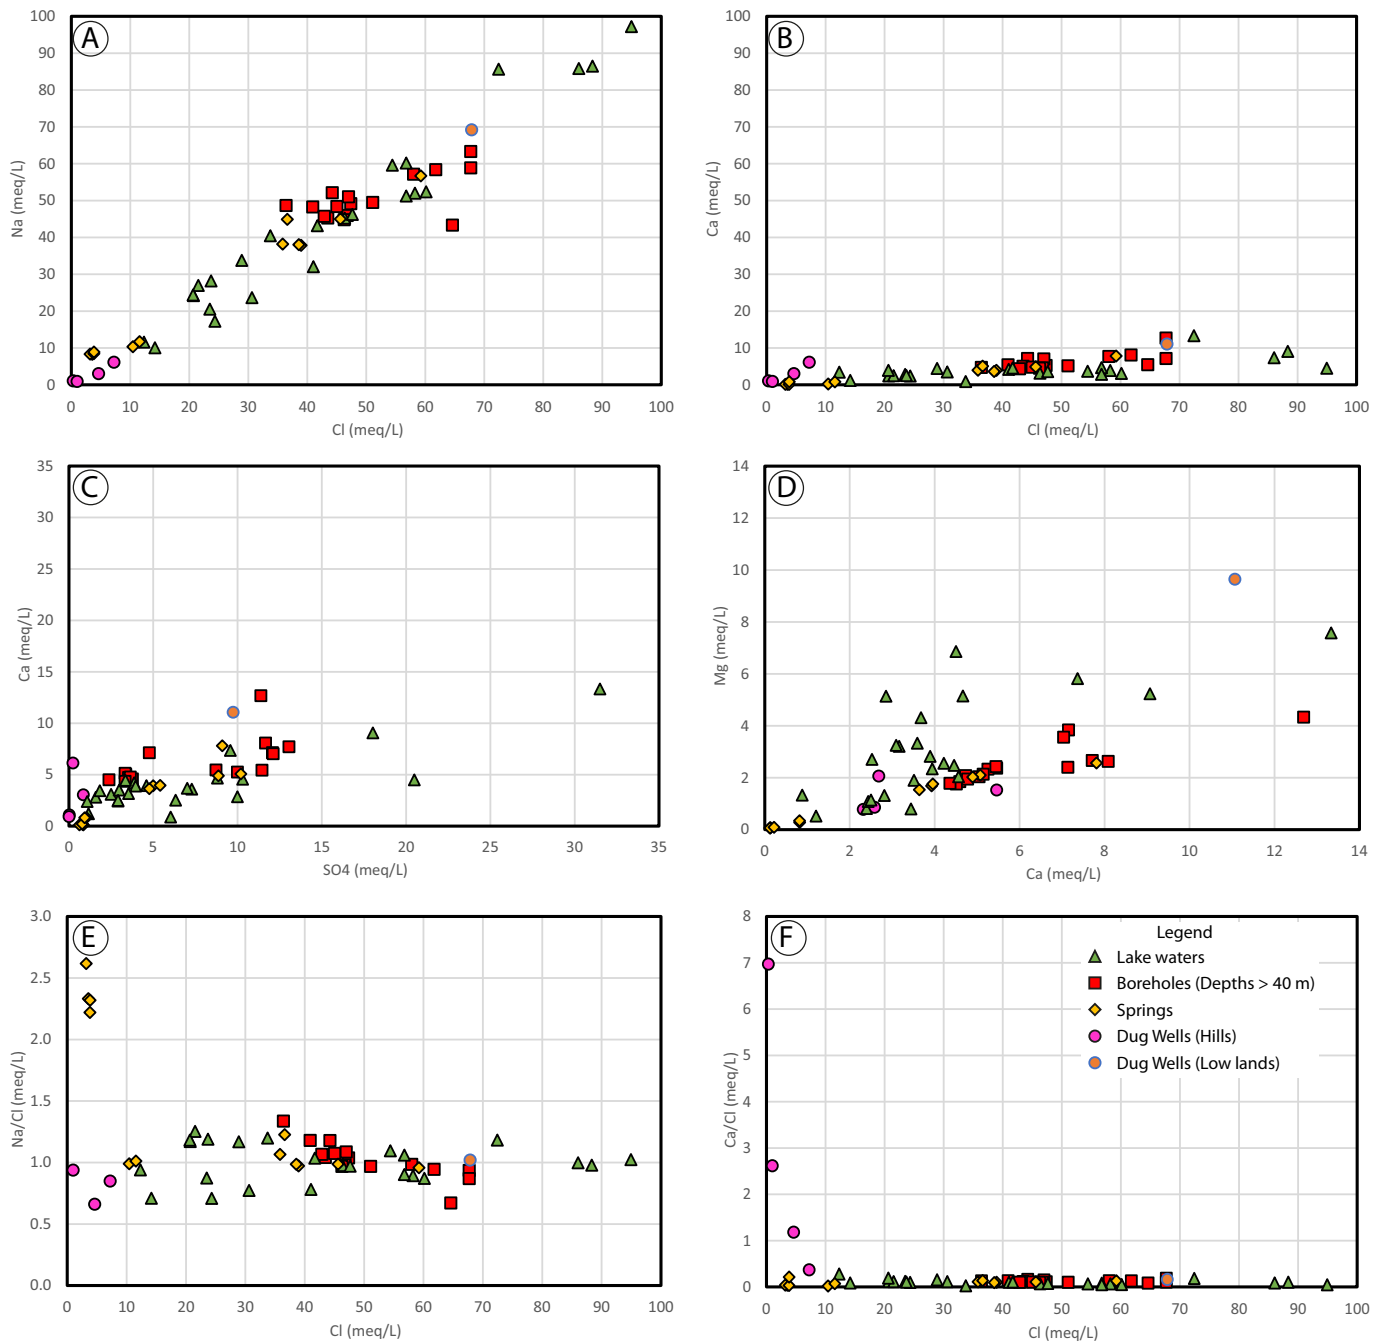 A
100
90
80
70
60
50
40
30
20
10
0
Na (meq/L)
0 10 20 30 40 50 60 70 80 90 100
Cl (meq/L)
B
100
90
80
70
60
50
40
30
20
10
0
Ca (meq/L)
0 10 20 30 40 50 60 70 80 90 100
Cl (meq/L)
C
35
30
25
20
15
10
5
0
Ca (meq/L)
0 5 10 15 20 25 30 35
SO4 (meq/L)
D
14
12
10
8
6
4
2
0
Mg (meq/L)
0 2 4 6 8 10 12 14
Ca (meq/L)
E
3.0
2.5
2.0
1.5
1.0
0.5
0.0
Na/Cl (meq/L)
0 10 20 30 40 50 60 70 80 90 100
Cl (meq/L)
F
8
7
6
5
4
3
2
1
0
Ca/Cl (meq/L)
0 10 20 30 40 50 60 70 80 90 100
Cl (meq/L)
Legend
Lake waters
Boreholes (Depths > 40 m)
Springs
Dug Wells (Hills)
Dug Wells (Low lands)